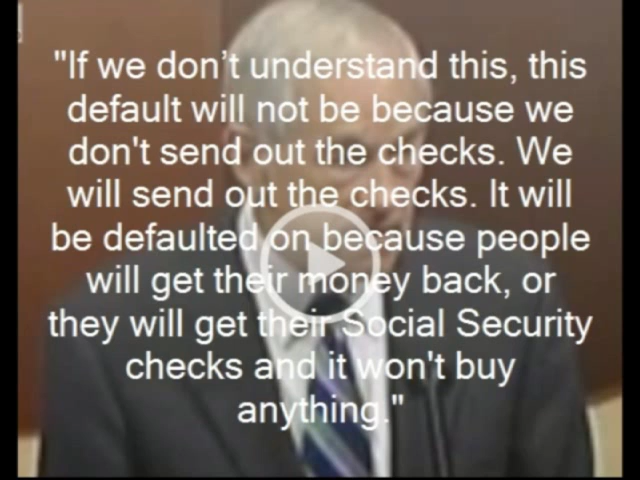 "If we don't understand this, this
default will not be because we
don't send out the checks. We
will send out the checks. It will
be defaulted on because people
will get their money back, or
they will get their Social Security
checks and it won't buy
anything."